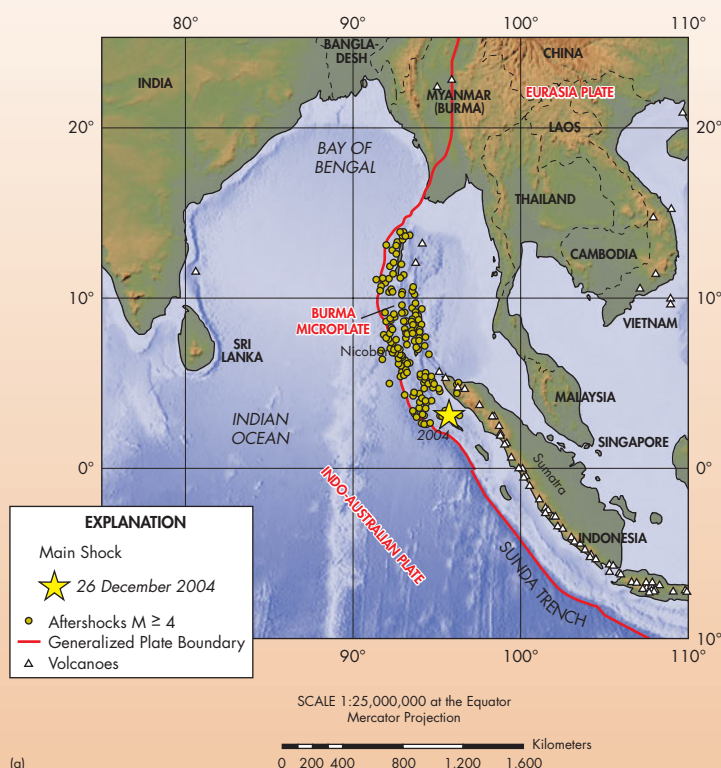 80°
90°
100°
110°
BANGLA-
DESH
CHINA
INDIA
MYANMAR
(BURMA)
EURASIA PLATE
20°
20°
LAOS
BAY OF
BENGAL
THAILAND
CAMBODIA
10°
10°
BURMA
MICROPLATE
VIETNAM
SRI
LANKA
Nicobar
MALAYSIA
INDIAN
OCEAN
2004
SINGAPORE
0°
0°
Sumatra
INDO-AUSTRALIAN PLATE
EXPLANATION
Main Shock
26 December 2004
Aftershocks M ≥ 4
Generalized Plate Boundary
Volcanoes
INDONESIA
SUNDA TRENCH
10°
90°
100°
110°
SCALE 1:25,000,000 at the Equator
Mercator Projection
Kilometers
0 200 400 800 1,200 1,600
(a)